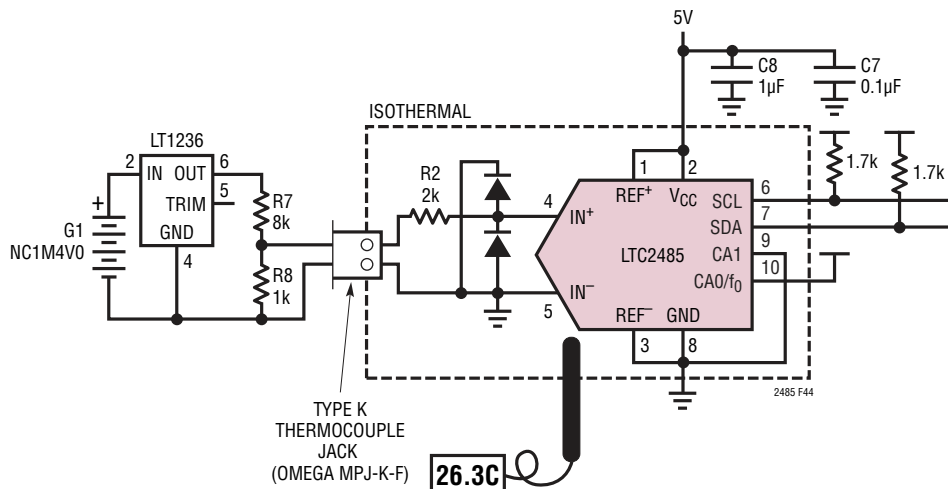 5V
C8
1µF
C7
0.1µF
ISOTHERMAL
LT1236
2
IN
OUT
6
TRIM
5
GND
4
+
G1
NC1M4V0
R7
8k
R8
1k
R2
2k
1
2
REF+
VCC
4
IN+
LTC2485
IN–
5
REF–
GND
3
8
SCL
6
SDA
7
CA1
9
CA0/f0
10
1.7k
1.7k
2485 F44
TYPE K
THERMOCOUPLE
JACK
(OMEGA MPJ-K-F)
26.3C